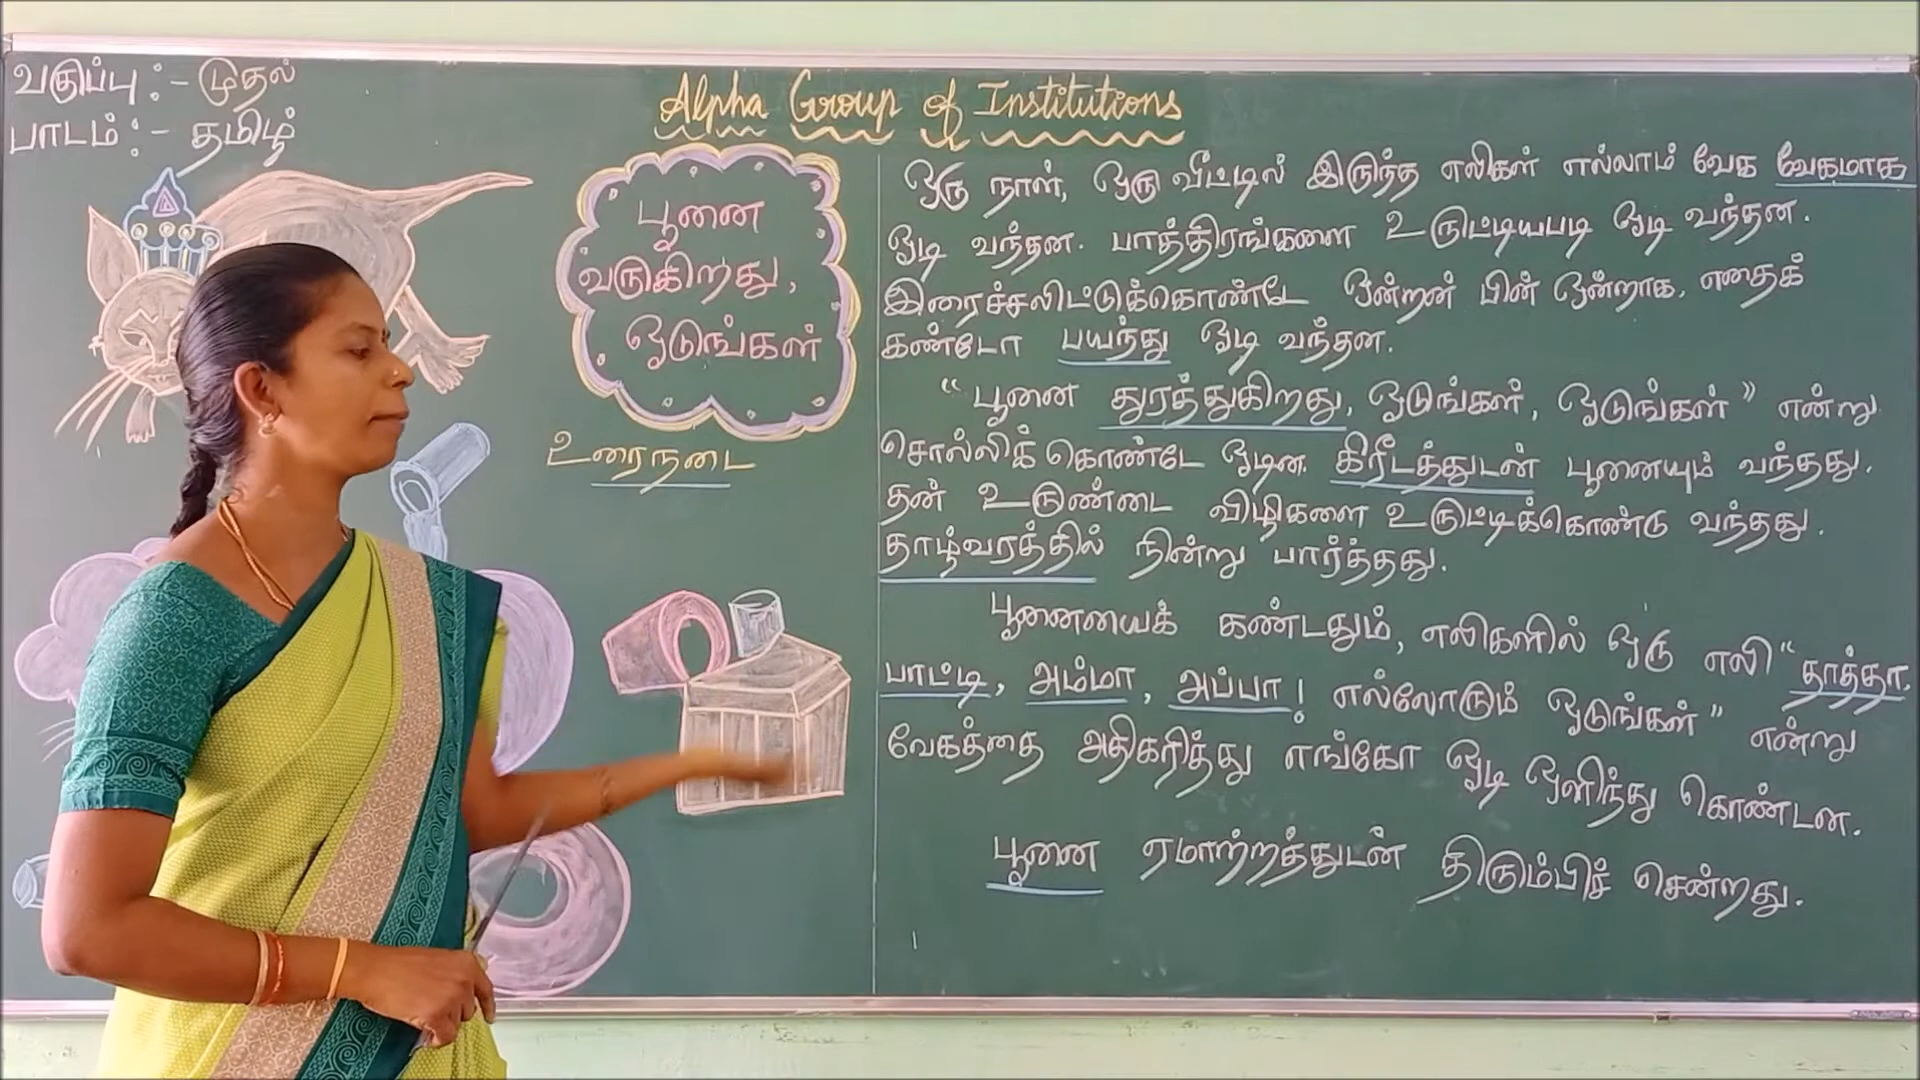 வகுப்பு :- முதல்
பாடம் :- தமிழ்
Alpha Group of Institutions
பூனை
வருகிறது,
ஓடுங்கள்
உரைநடை
ஒரு நாள், ஒரு வீட்டில் இருந்த எலிகள் எல்லாம் வேக வேகமாக
ஓடி வந்தன. பாத்திரங்களை உருட்டியபடி ஓடி வந்தன.
இரைச்சலிட்டுக்கொண்டே ஒன்றன் பின் ஒன்றாக, எதைக்
கண்டோ பயந்து ஓடி வந்தன.
“பூனை துரத்துகிறது, ஓடுங்கள், ஓடுங்கள்” என்று
சொல்லிக் கொண்டே ஓடின. கிரீடத்துடன் பூனையும் வந்தது.
தன் உருண்டை விழிகளை உருட்டிக்கொண்டு வந்தது.
தாழ்வரத்தில் நின்று பார்த்தது.
பூனையைக் கண்டதும், எலிகளில் ஒரு எலி “தாத்தா,
பாட்டி, அம்மா, அப்பா! எல்லோரும் ஓடுங்கள்” என்று
வேகத்தை அதிகரித்து எங்கோ ஓடி ஒளிந்து கொண்டன.
பூனை ஏமாற்றத்துடன் திரும்பிச் சென்றது.